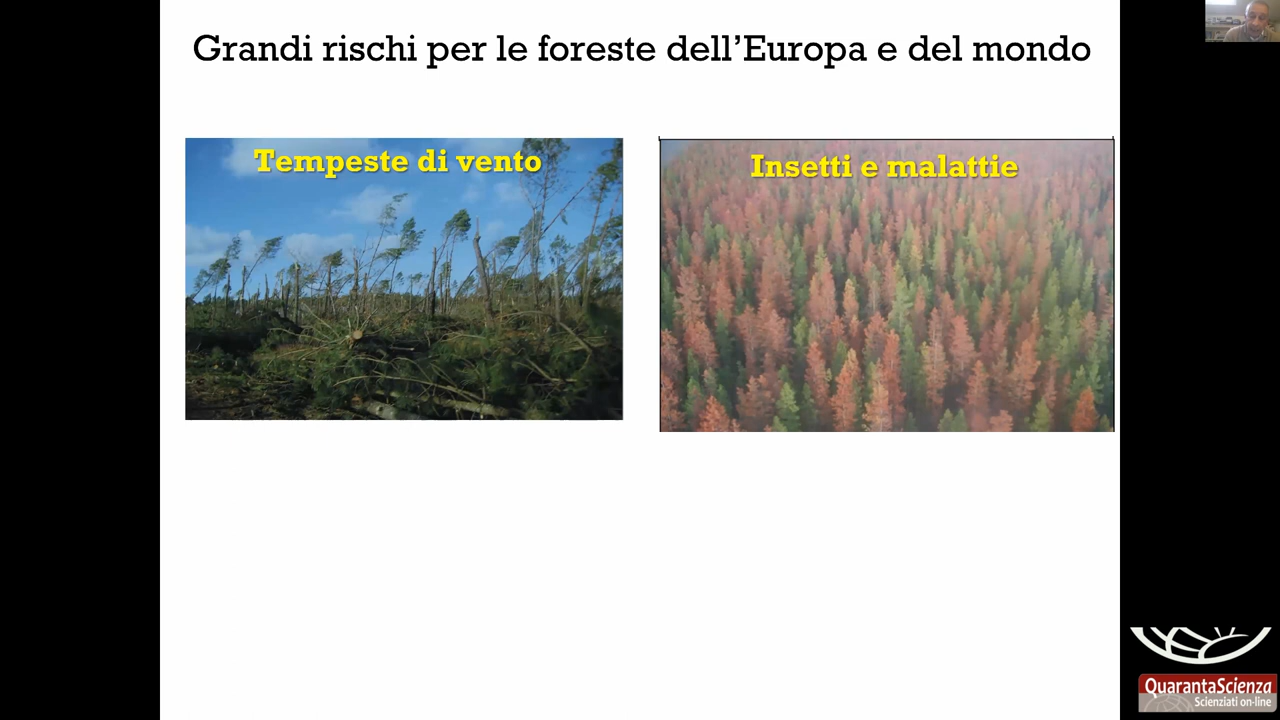 Grandi rischi per le foreste dell’Europa e del mondo
Tempeste di vento
Insetti e malattie
QuarantaScienza
Scienziati on-line